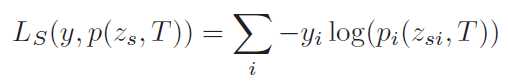 L_S(y, p(z_s, T)) = \sum_i -y_i \log(p_i(z_{si}, T))